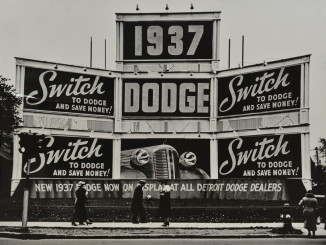 1937
Switch
TO DODGE
AND SAVE MONEY!
DODGE
Switch
TO DODGE
AND SAVE MONEY!
Switch
TO DODGE
AND SAVE MONEY!
Switch
TO DODGE
AND SAVE MONEY!
NEW 1937 DODGE NOW ON DISPLAY AT ALL DETROIT DODGE DEALERS